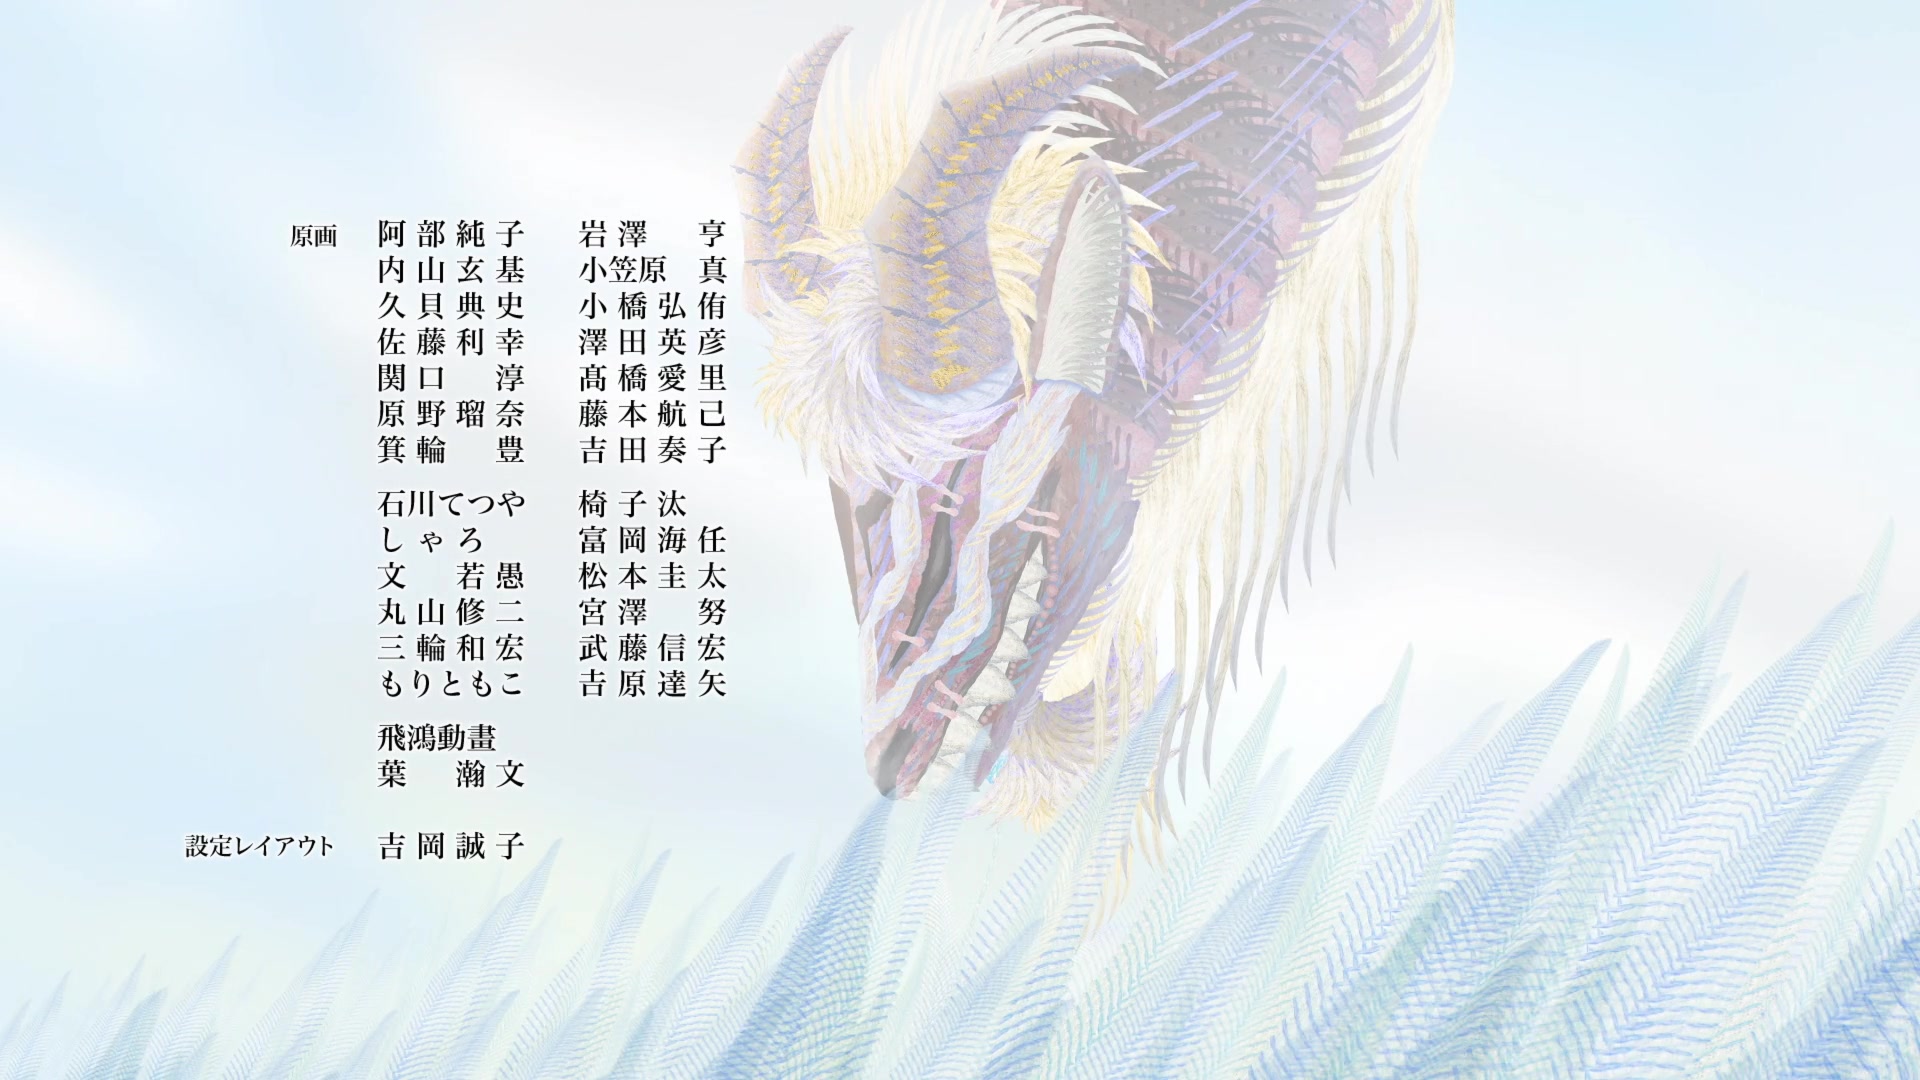 原画 阿部純子 岩澤 亨
内山玄基 小笠原 真
久貝典史 小橋弘侑
佐藤利幸 澤田英彦
関口 淳 髙橋愛里
原野瑠奈 藤本航己
箕輪 豊 吉田奏子
石川てつや 椅子汰
しゃろ 富岡海任
文 若愚 松本圭太
丸山修二 宮澤 努
三輪和宏 武藤信宏
もりともこ 𠮷原達矢
飛鴻動畫
葉 瀚文
設定レイアウト 吉岡誠子